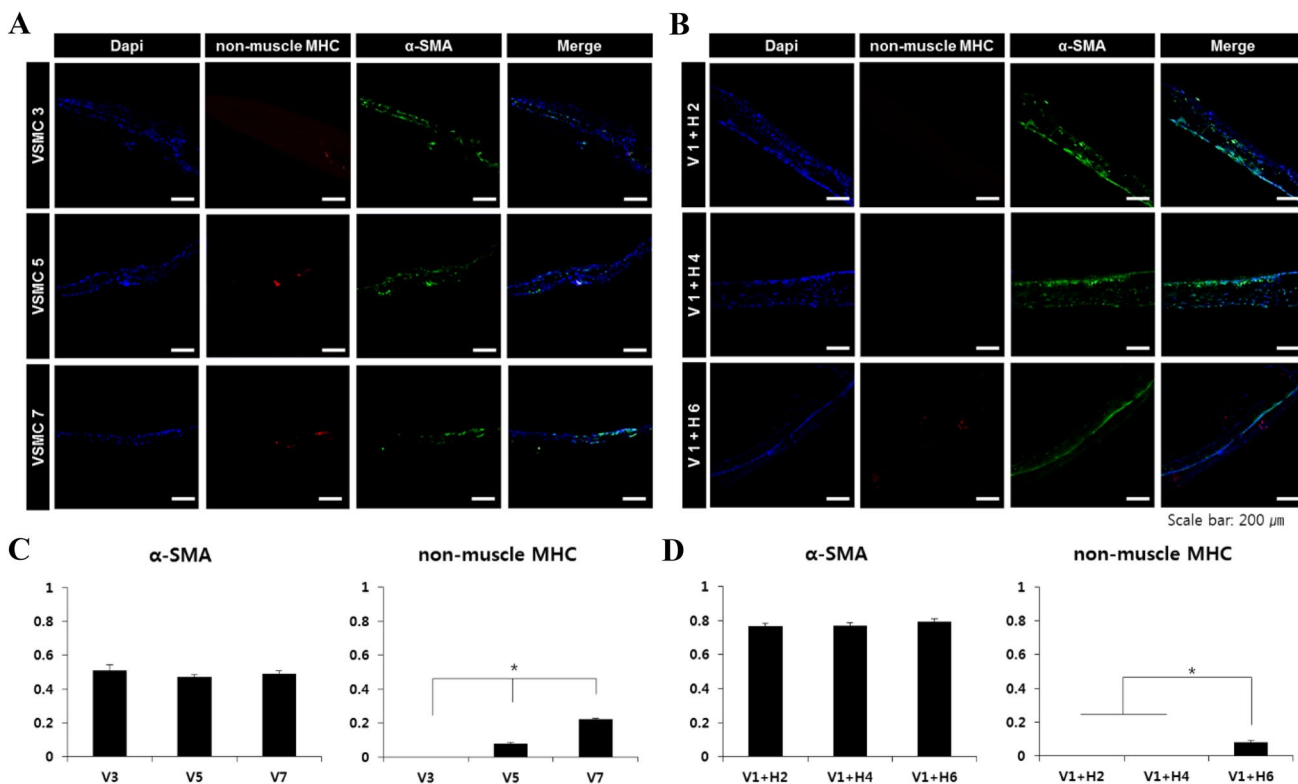 A
Dapi non-muscle MHC α-SMA Merge
VSMC 3
VSMC 5
VSMC 7
B
Dapi non-muscle MHC α-SMA Merge
V1+H2
V1+H4
V1+H6
Scale bar: 200 ㎛
C
α-SMA
1
0.8
0.6
0.4
0.2
0
V3 V5 V7
non-muscle MHC
1
0.8
0.6
0.4
0.2
0
*
V3 V5 V7
D
α-SMA
1
0.8
0.6
0.4
0.2
0
V1+H2 V1+H4 V1+H6
non-muscle MHC
1
0.8
0.6
0.4
0.2
0
*
V1+H2 V1+H4 V1+H6